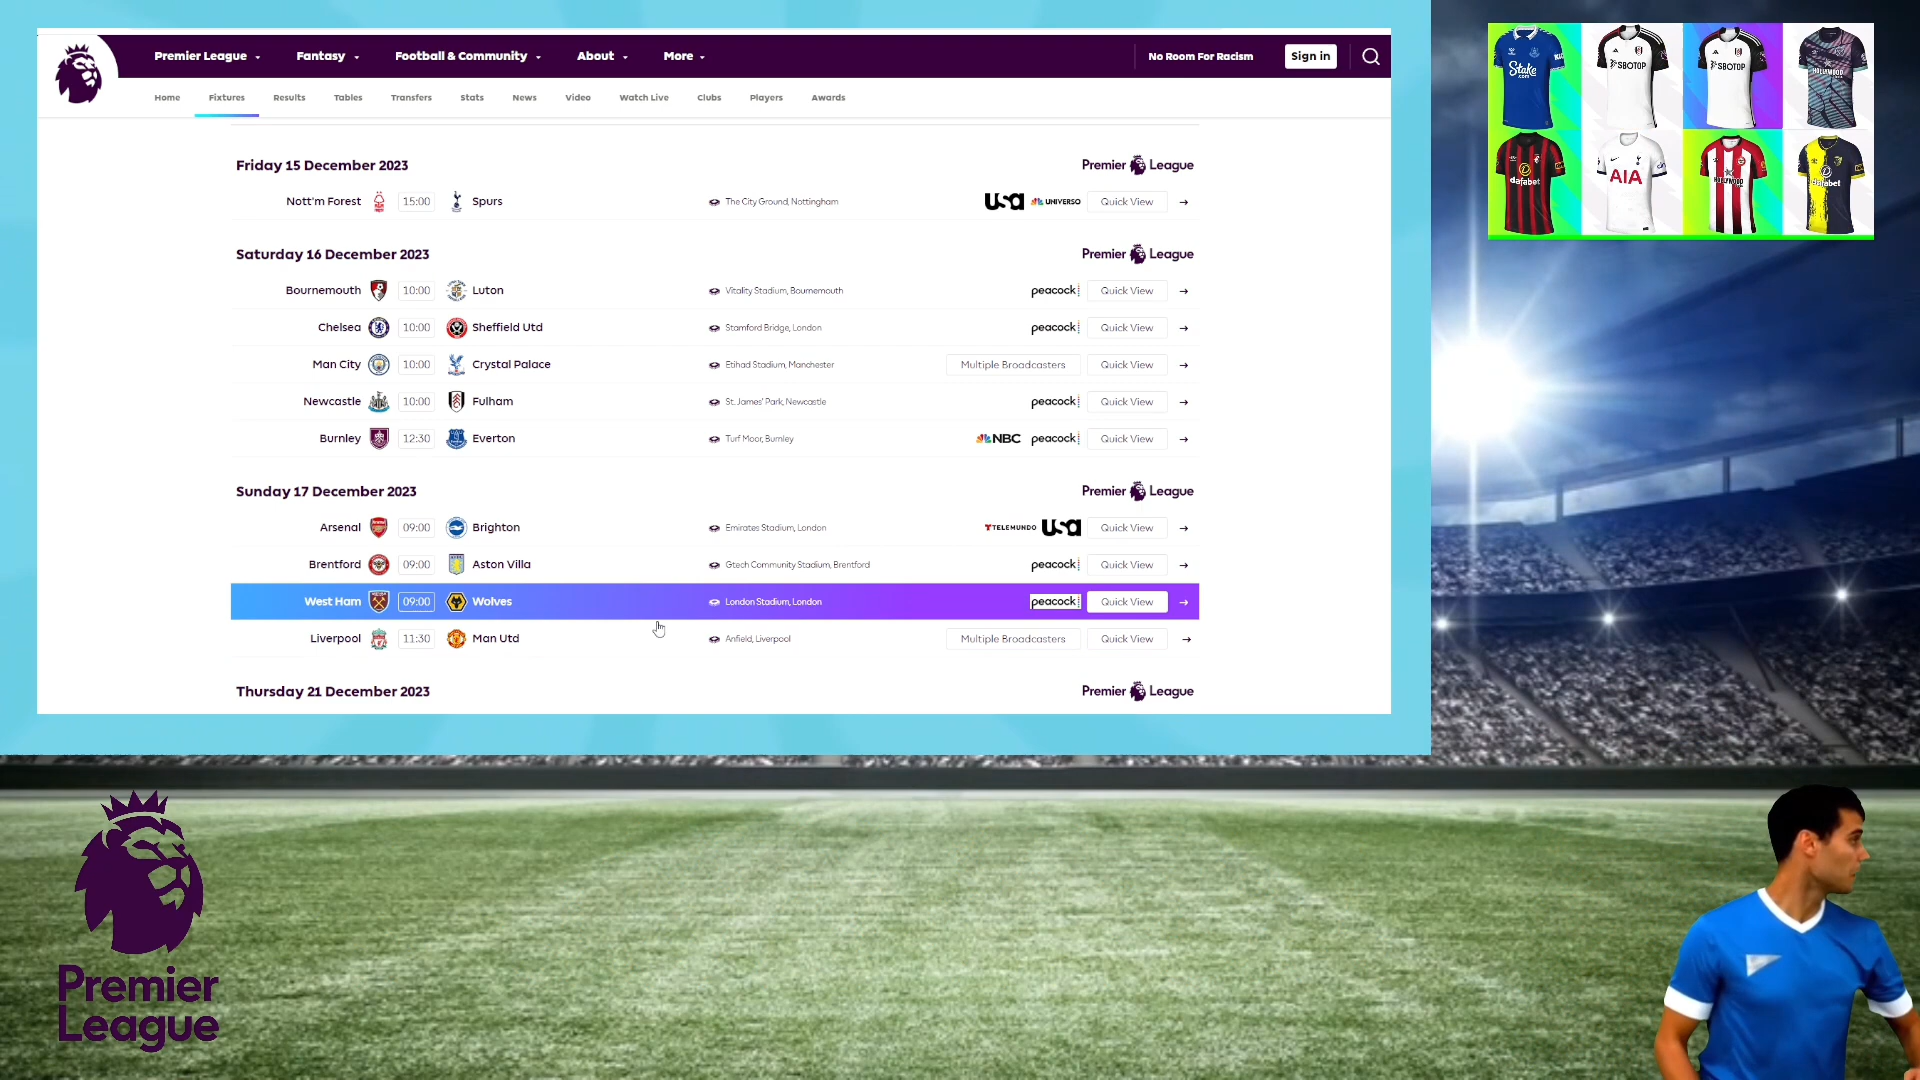 Premier League Fantasy Football & Community About More No Room For Racism Sign in
Home Fixtures Results Tables Transfers Stats News Video Watch Live Clubs Players Awards
Friday 15 December 2023 Premier League
Nott'm Forest 15:00 Spurs The City Ground, Nottingham usa UNIVERSO Quick View →
Saturday 16 December 2023 Premier League
Bournemouth 10:00 Luton Vitality Stadium, Bournemouth peacock Quick View →
Chelsea 10:00 Sheffield Utd Stamford Bridge, London peacock Quick View →
Man City 10:00 Crystal Palace Etihad Stadium, Manchester Multiple Broadcasters Quick View →
Newcastle 10:00 Fulham St. James' Park, Newcastle peacock Quick View →
Burnley 12:30 Everton Turf Moor, Burnley NBC peacock Quick View →
Sunday 17 December 2023 Premier League
Arsenal 09:00 Brighton Emirates Stadium, London TELEMUNDO usa Quick View →
Brentford 09:00 Aston Villa Gtech Community Stadium, Brentford peacock Quick View →
West Ham 09:00 Wolves London Stadium, London peacock Quick View →
Liverpool 11:30 Man Utd Anfield, Liverpool Multiple Broadcasters Quick View →
Thursday 21 December 2023 Premier League
Stake
.com
SBOTOP
SBOTOP
HOLLYWOOD
dafabet
AIA
HOLLYWOOD
dafabet
Premier
League